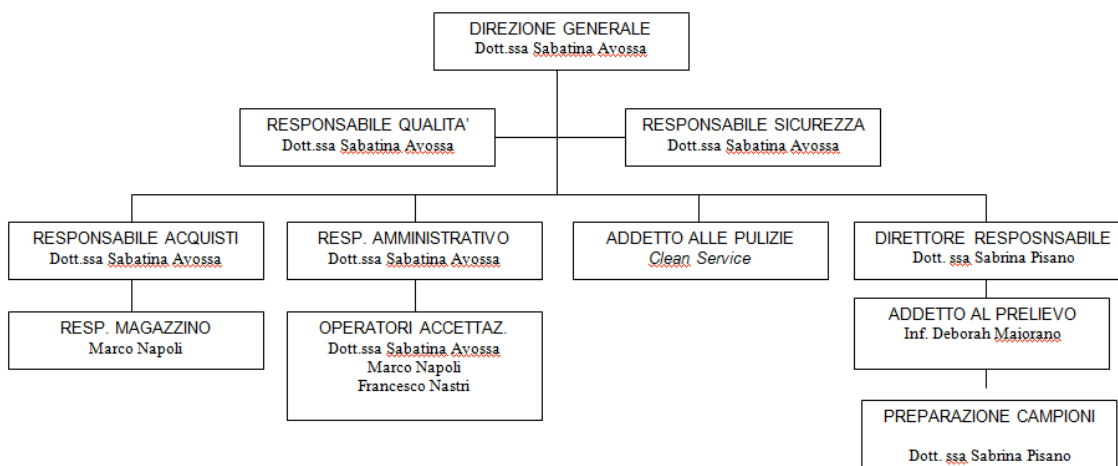 DIREZIONE GENERALE
Dott.ssa Sabatina Avossa
RESPONSABILE QUALITA’
Dott.ssa Sabatina Avossa
RESPONSABILE SICUREZZA
Dott.ssa Sabatina Avossa
RESPONSABILE ACQUISTI
Dott.ssa Sabatina Avossa
RESP. AMMINISTRATIVO
Dott.ssa Sabatina Avossa
ADDETTO ALLE PULIZIE
Clean Service
DIRETTORE RESPOSNSABILE
Dott. ssa Sabrina Pisano
RESP. MAGAZZINO
Marco Napoli
OPERATORI ACCETTAZ.
Dott.ssa Sabatina Avossa
Marco Napoli
Francesco Nastri
ADDETTO AL PRELIEVO
Inf. Deborah Maiorano
PREPARAZIONE CAMPIONI
Dott. ssa Sabrina Pisano